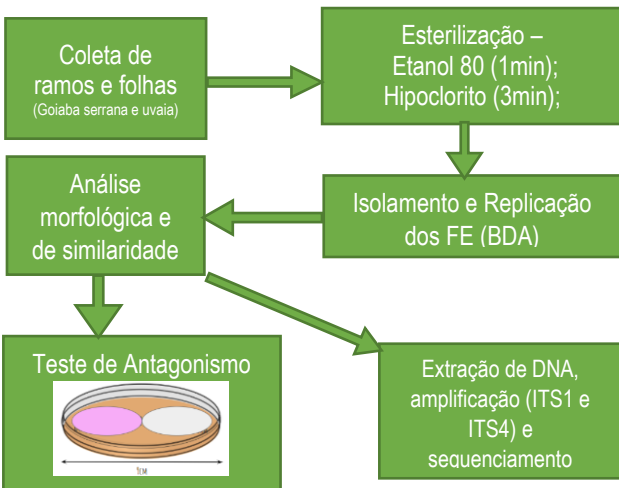 Coleta de
ramos e folhas
(Goiaba serrana e uvaia)
Esterilização –
Etanol 80 (1min);
Hipoclorito (3min);
Isolamento e Replicação
dos FE (BDA)
Análise
morfológica e
de similaridade
Teste de Antagonismo
Extração de DNA,
amplificação (ITS1 e
ITS4) e
sequenciamento